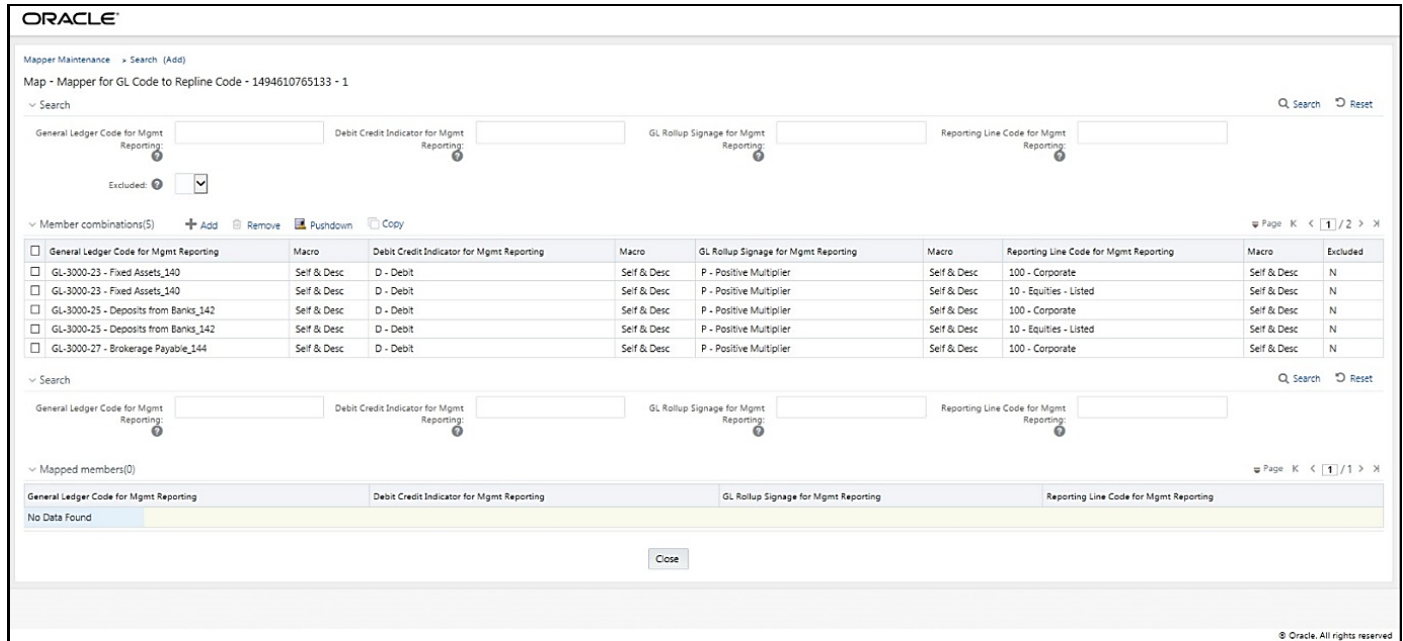 ORACLE
Mapper Maintenance » Search (Add)
Map - Mapper for GL Code to Repline Code - 1494610765133 - 1
Search
Search Reset
General Ledger Code for Mgmt Reporting:
Debit Credit Indicator for Mgmt Reporting:
GL Rollup Signage for Mgmt Reporting:
Reporting Line Code for Mgmt Reporting:
Excluded:
Member combinations(5) Add Remove Pushdown Copy Page 1 / 2
General Ledger Code for Mgmt Reporting Macro Debit Credit Indicator for Mgmt Reporting Macro GL Rollup Signage for Mgmt Reporting Macro Reporting Line Code for Mgmt Reporting Macro Excluded
GL-3000-23 - Fixed Assets_140 Self & Desc D - Debit Self & Desc P - Positive Multiplier Self & Desc 100 - Corporate Self & Desc N
GL-3000-23 - Fixed Assets_140 Self & Desc D - Debit Self & Desc P - Positive Multiplier Self & Desc 10 - Equities - Listed Self & Desc N
GL-3000-25 - Deposits from Banks_142 Self & Desc D - Debit Self & Desc P - Positive Multiplier Self & Desc 100 - Corporate Self & Desc N
GL-3000-25 - Deposits from Banks_142 Self & Desc D - Debit Self & Desc P - Positive Multiplier Self & Desc 10 - Equities - Listed Self & Desc N
GL-3000-27 - Brokerage Payable_144 Self & Desc D - Debit Self & Desc P - Positive Multiplier Self & Desc 100 - Corporate Self & Desc N
Search
Search Reset
General Ledger Code for Mgmt Reporting:
Debit Credit Indicator for Mgmt Reporting:
GL Rollup Signage for Mgmt Reporting:
Reporting Line Code for Mgmt Reporting:
Mapped members(0) Page 1 / 1
General Ledger Code for Mgmt Reporting Debit Credit Indicator for Mgmt Reporting GL Rollup Signage for Mgmt Reporting Reporting Line Code for Mgmt Reporting
No Data Found
Close
© Oracle. All rights reserved